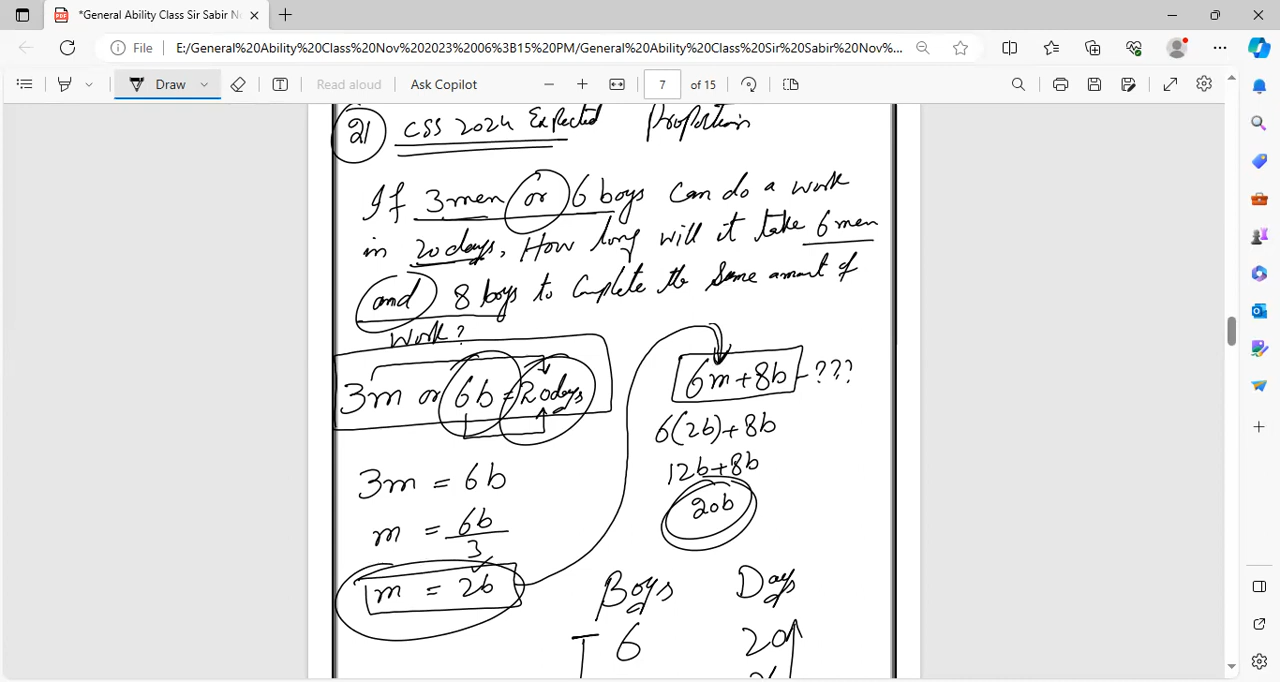 *General Ability Class Sir Sabir N
File E:/General%20Ability%20Class%20Nov%202023%206%3B15%20PM/General%20Ability%20Class%20Sir%20Sabir%20Nov%...
Draw Read aloud Ask Copilot 7 of 15
21 CSS 2024 Expected Proportion
If 3 men or 6 boys can do a work
in 20 days, How long will it take 6 men
and 8 boys to Complete the Same amount of
work?
3m or 6b = 20days
6m+8b - ???
6(2b)+8b
12b+8b
20b
3m = 6b
m = 6b/3
m = 2b
Boys Days
6 20